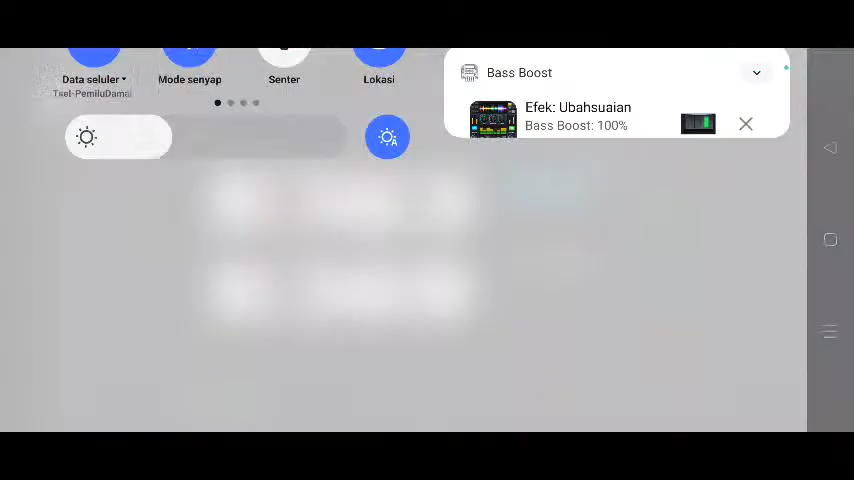 Data seluler
Tsel-PemiluDamai
Mode senyap
Senter
Lokasi
A
Bass Boost
Efek: Ubahsuaian
Bass Boost: 100%